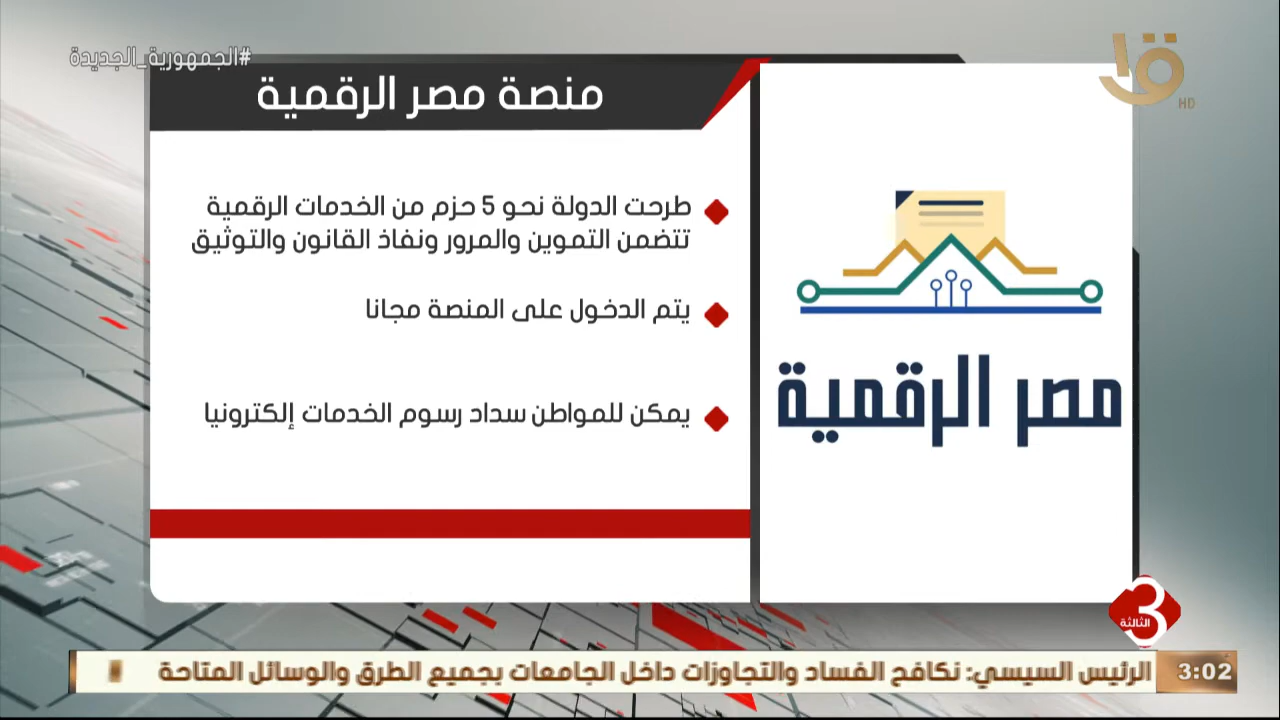 #الجمهورية_الجديدة
HD
منصة مصر الرقمية
طرحت الدولة نحو 5 حزم من الخدمات الرقمية
تتضمن التموين والمرور ونفاذ القانون والتوثيق
يتم الدخول على المنصة مجانا
يمكن للمواطن سداد رسوم الخدمات إلكترونيا
مصر الرقمية
3
الثالثة
3:02
الرئيس السيسي: نكافح الفساد والتجاوزات داخل الجامعات بجميع الطرق والوسائل المتاحة